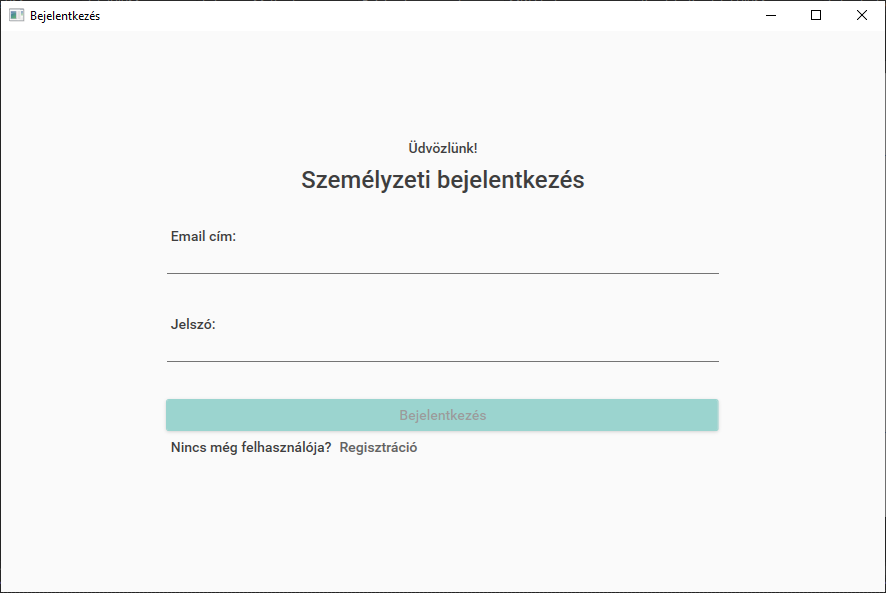 Bejelentkezés
Üdvözlünk!
Személyzeti bejelentkezés
Email cím:
Jelszó:
Bejelentkezés
Nincs még felhasználója? Regisztráció